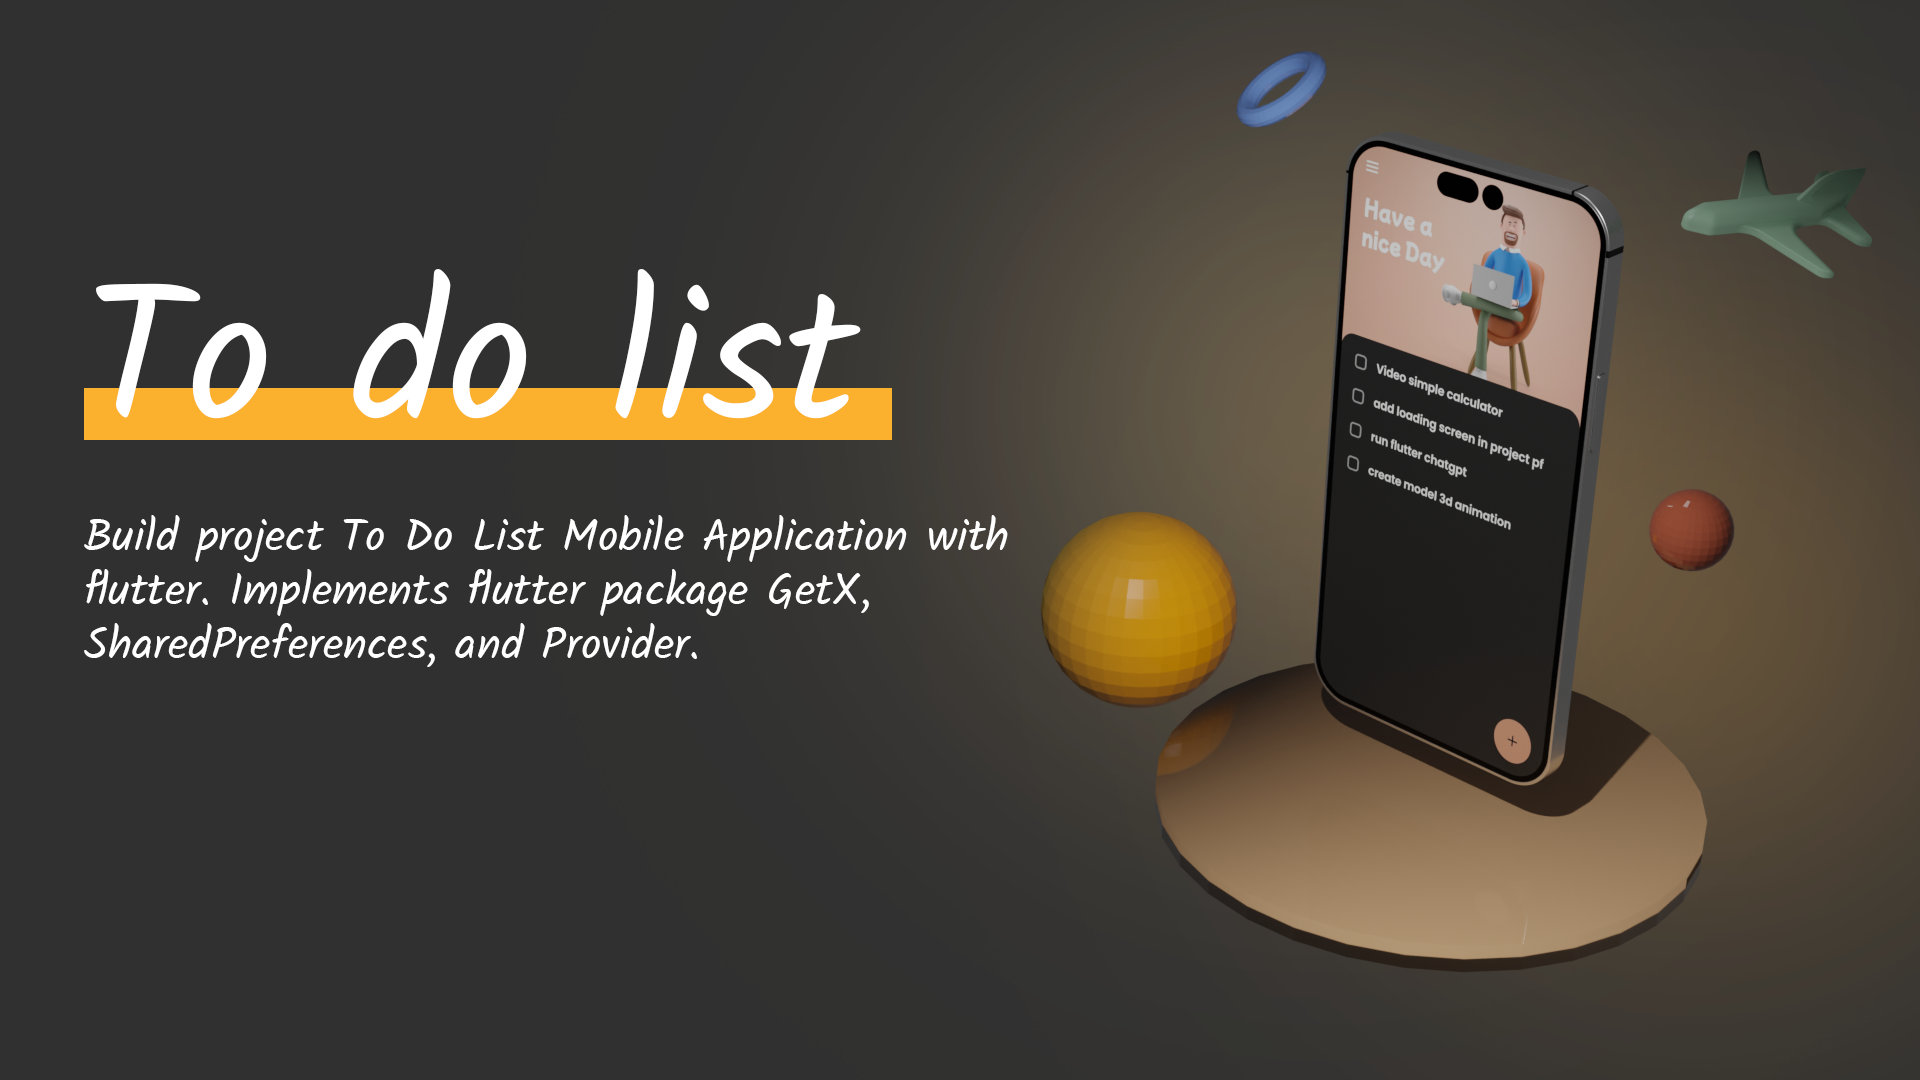 To do list
Build project To Do List Mobile Application with
flutter. Implements flutter package GetX,
SharedPreferences, and Provider.
Have a
nice Day
Video simple calculator
add loading screen in project pf
run flutter chatgpt
create model 3d animation
+